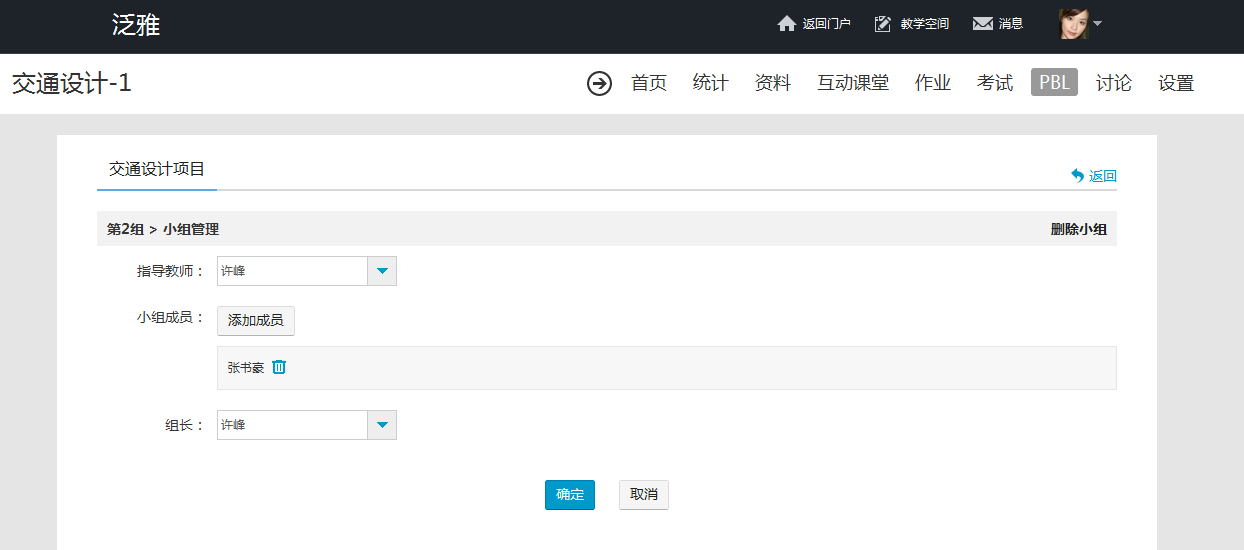 泛雅
返回门户 教学空间 消息
交通设计-1
首页 统计 资料 互动课堂 作业 考试 PBL 讨论 设置
交通设计项目
返回
第2组 > 小组管理 删除小组
指导教师： 许峰
小组成员： 添加成员
张书豪
组长： 许峰
确定 取消